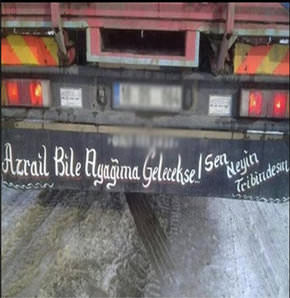 Azrail Bile Ayağıma Gelecekse..! Sen Neyin
Tribindesin